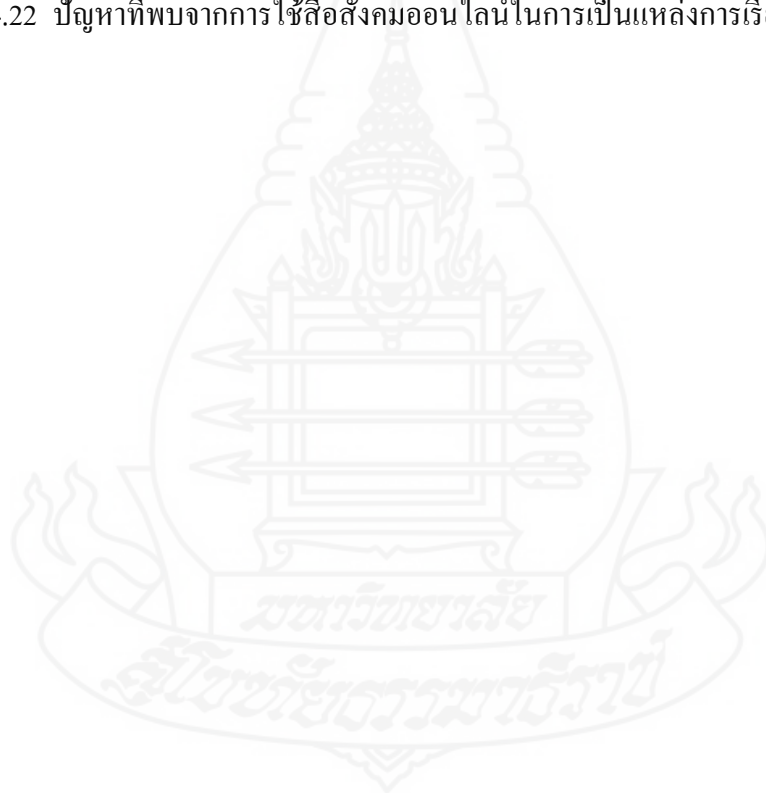 .22 ปัญหาที่พบจากการใช้สื่อสังคมออนไลน์ในการเป็นแหล่งการเรี
มหาวิทยาลัย
สุโขทัยธรรมาธิราช